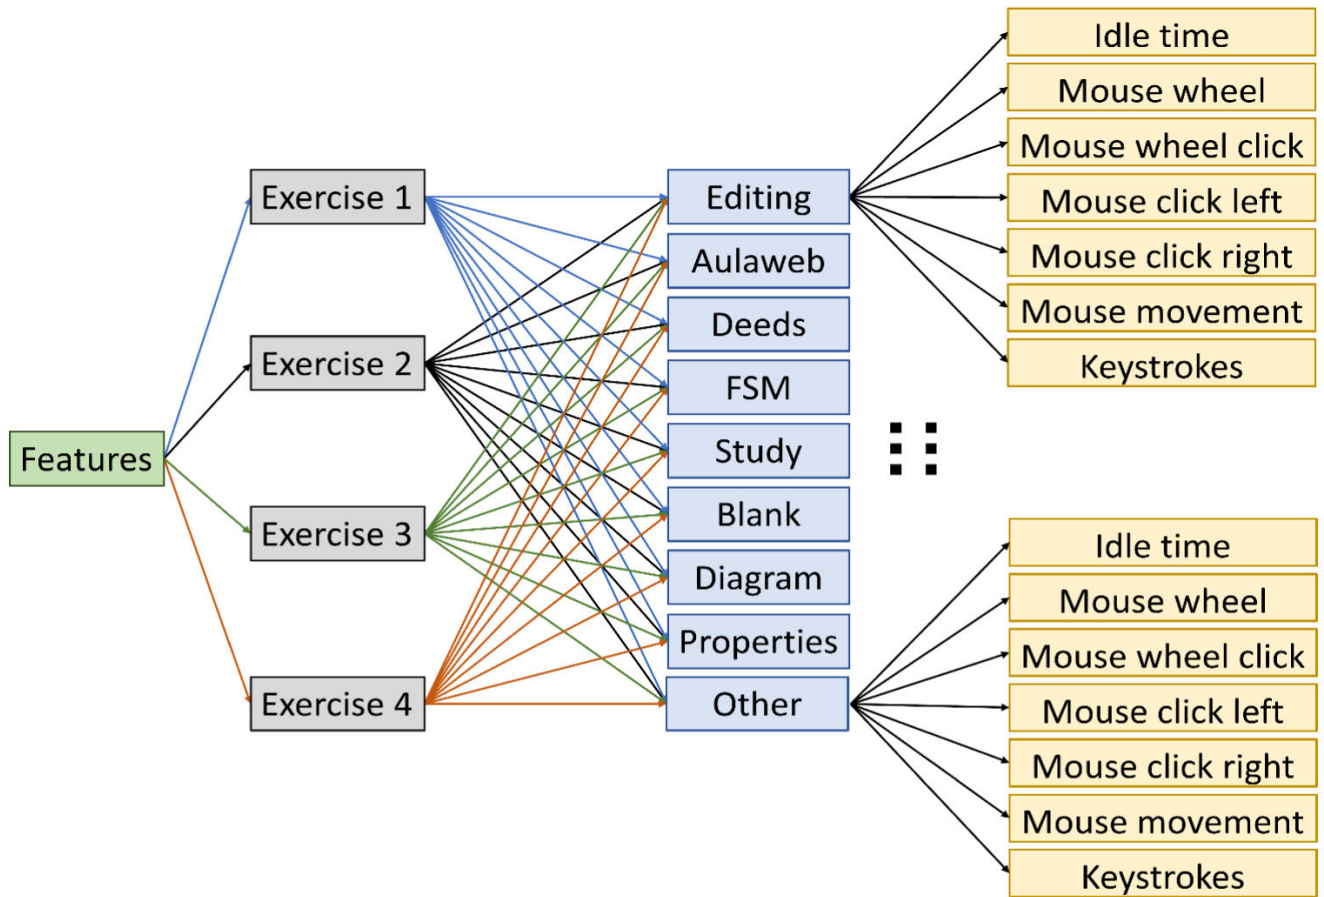 Features
Exercise 1
Exercise 2
Exercise 3
Exercise 4
Editing
Aulaweb
Deeds
FSM
Study
Blank
Diagram
Properties
Other
Idle time
Mouse wheel
Mouse wheel click
Mouse click left
Mouse click right
Mouse movement
Keystrokes
Idle time
Mouse wheel
Mouse wheel click
Mouse click left
Mouse click right
Mouse movement
Keystrokes